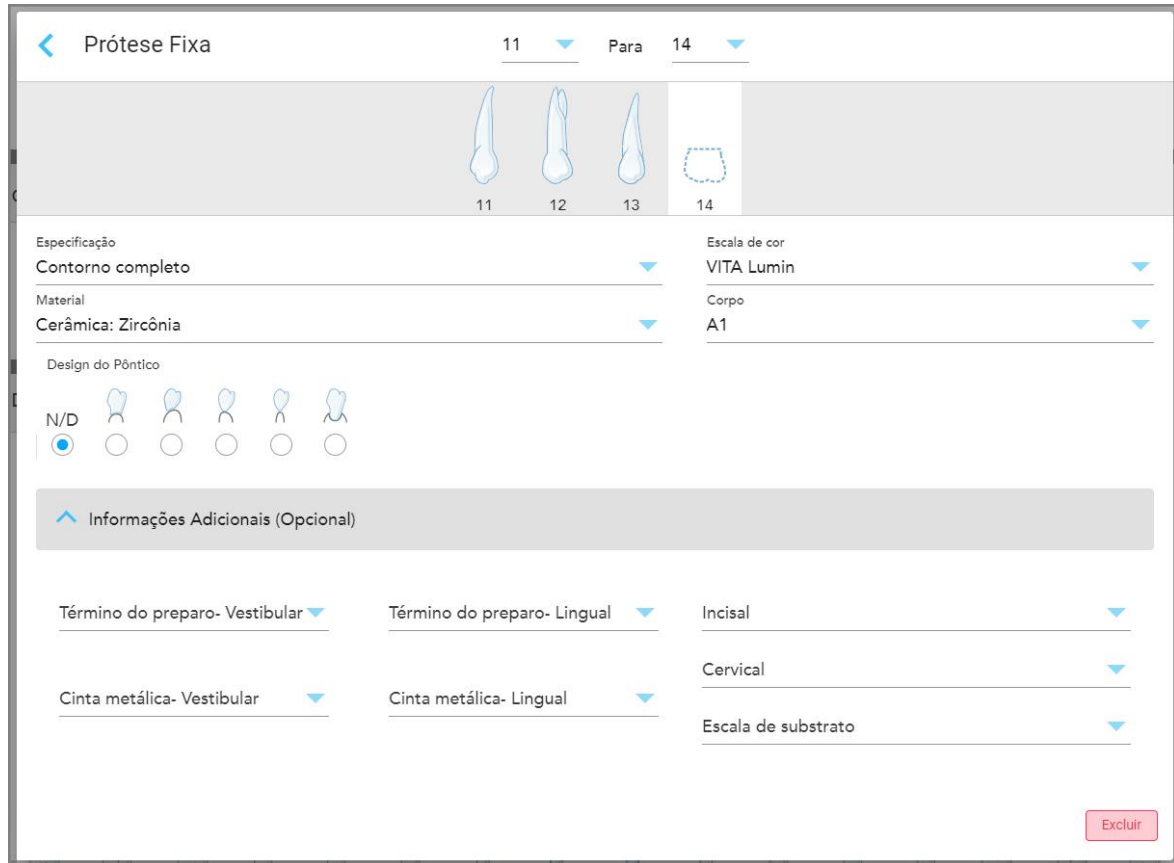 Prótese Fixa 11 Para 14
11 12 13 14
Especificação
Contorno completo
Escala de cor
VITA Lumin
Material
Cerâmica: Zircônia
Corpo
A1
Design do Pôntico
N/D
Informações Adicionais (Opcional)
Término do preparo- Vestibular Término do preparo- Lingual Incisal
Cervical
Cinta metálica- Vestibular Cinta metálica- Lingual
Escala de substrato
Excluir